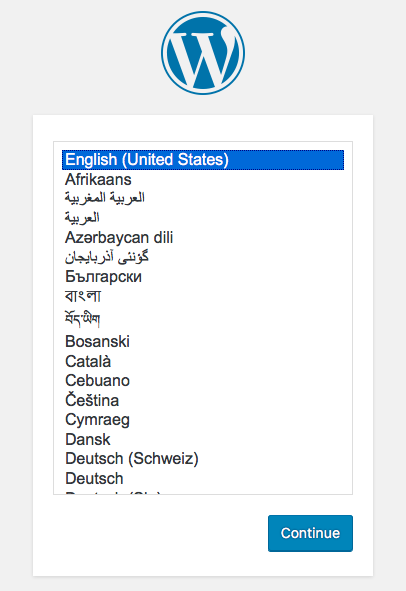 English (United States)
Afrikaans
العربية المغربية
العربية
Azərbaycan dili
گؤنئی آذربایجان
Български
বাংলা
བོད་ཡིག
Bosanski
Català
Cebuano
Čeština
Cymraeg
Dansk
Deutsch (Schweiz)
Deutsch
Continue